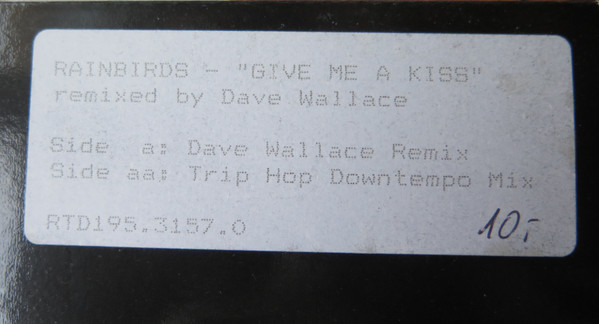 RAINBIRDS - "GIVE ME A KISS"
remixed by Dave Wallace
Side a: Dave Wallace Remix
Side aa: Trip Hop Downtempo Mix
RTD195.3157.0 10,-